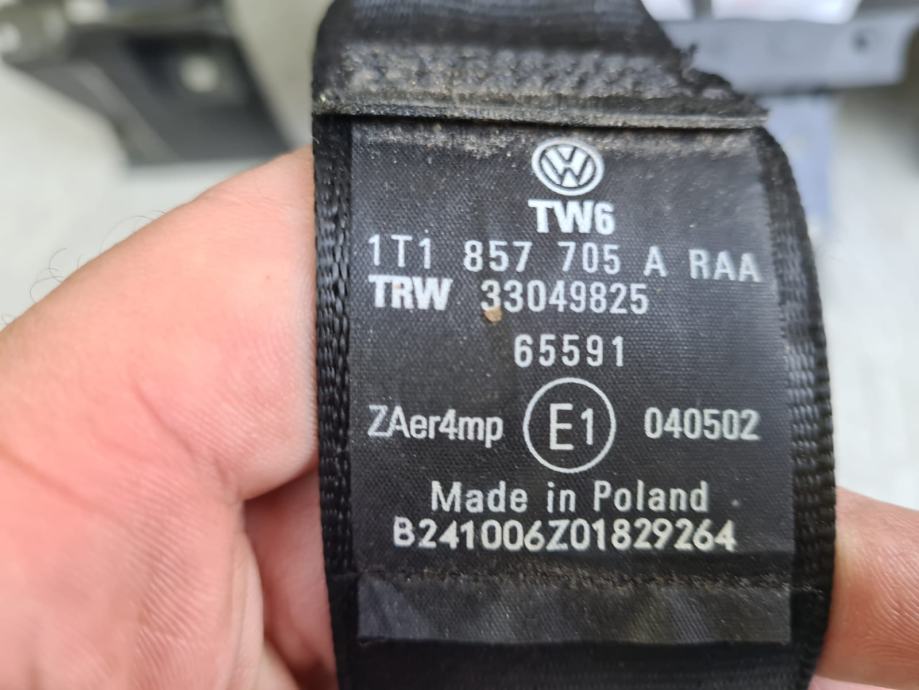 TW6
1T1 857 705 A RAA
TRW 33049825
65591
ZAer4mp E1 040502
Made in Poland
B241006Z01829264